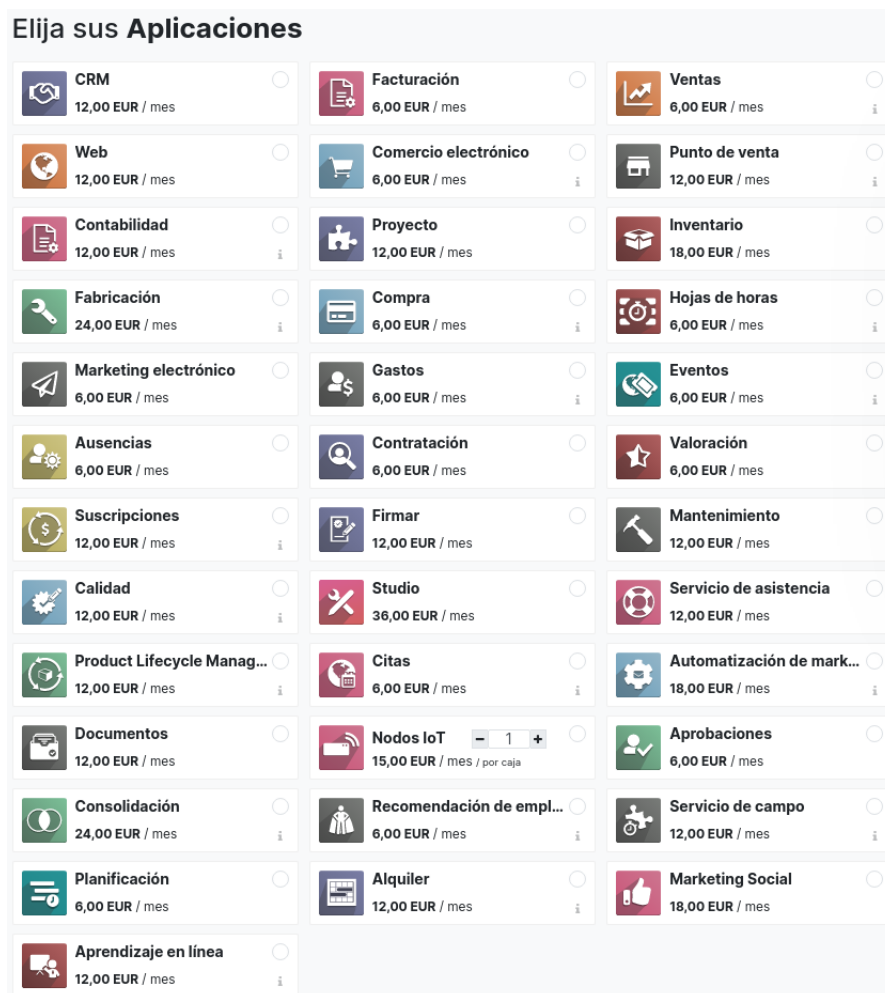 Elija sus Aplicaciones
CRM
12,00 EUR / mes
Facturación
6,00 EUR / mes
Ventas
6,00 EUR / mes
Web
12,00 EUR / mes
Comercio electrónico
6,00 EUR / mes
Punto de venta
12,00 EUR / mes
Contabilidad
12,00 EUR / mes
Proyecto
12,00 EUR / mes
Inventario
18,00 EUR / mes
Fabricación
24,00 EUR / mes
Compra
6,00 EUR / mes
Hojas de horas
6,00 EUR / mes
Marketing electrónico
6,00 EUR / mes
Gastos
6,00 EUR / mes
Eventos
6,00 EUR / mes
Ausencias
6,00 EUR / mes
Contratación
6,00 EUR / mes
Valoración
6,00 EUR / mes
Suscripciones
12,00 EUR / mes
Firmar
12,00 EUR / mes
Mantenimiento
12,00 EUR / mes
Calidad
12,00 EUR / mes
Studio
36,00 EUR / mes
Servicio de asistencia
12,00 EUR / mes
Product Lifecycle Manag...
12,00 EUR / mes
Citas
6,00 EUR / mes
Automatización de mark...
18,00 EUR / mes
Documentos
12,00 EUR / mes
Nodos IoT - 1 +
15,00 EUR / mes / por caja
Aprobaciones
6,00 EUR / mes
Consolidación
24,00 EUR / mes
Recomendación de empl...
6,00 EUR / mes
Servicio de campo
12,00 EUR / mes
Planificación
6,00 EUR / mes
Alquiler
12,00 EUR / mes
Marketing Social
18,00 EUR / mes
Aprendizaje en línea
12,00 EUR / mes